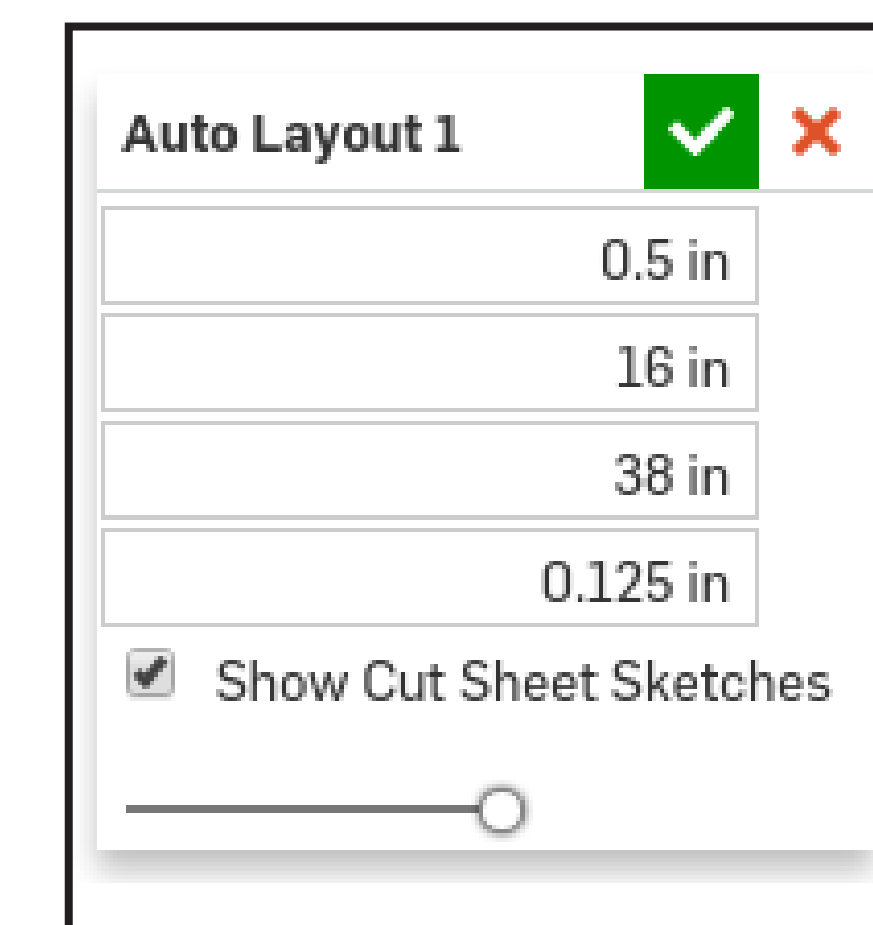 Auto Layout 1
0.5 in
16 in
38 in
0.125 in
Show Cut Sheet Sketches